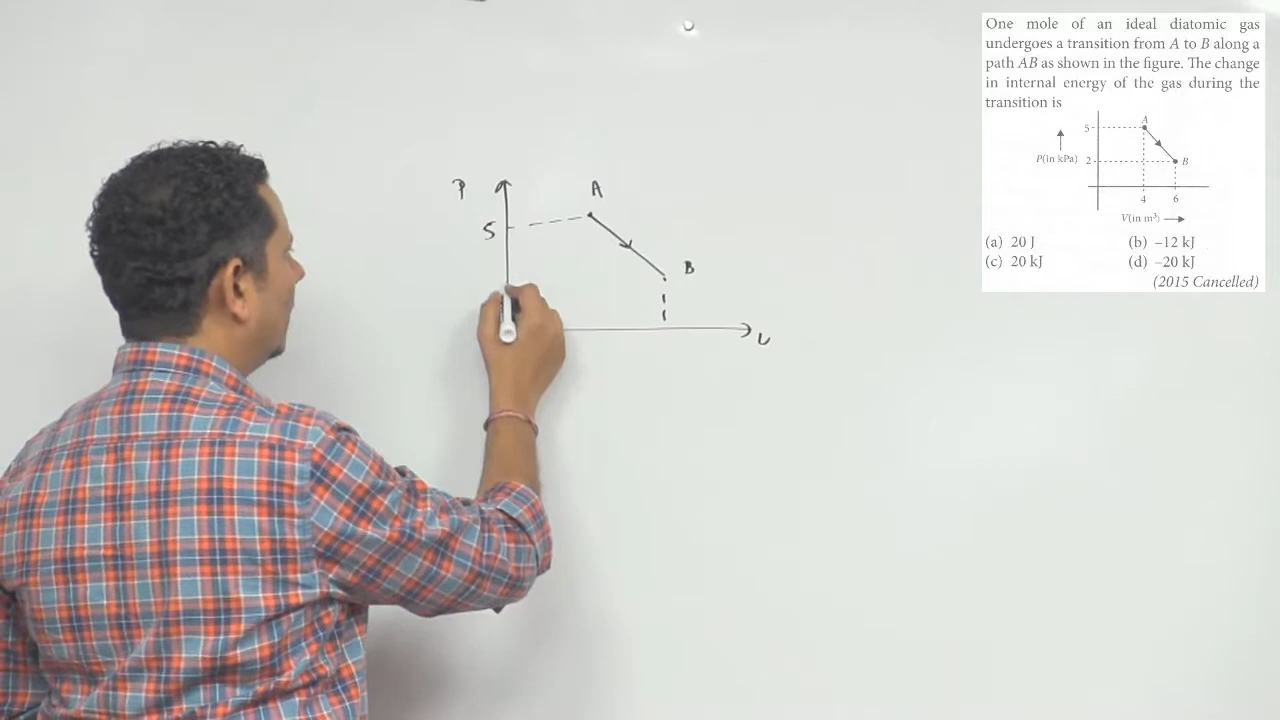 One mole of an ideal diatomic gas
undergoes a transition from A to B along a
path AB as shown in the figure. The change
in internal energy of the gas during the
transition is
A
5
P(in kPa)
2
B
4 6
V(in m³)
(a) 20 J (b) –12 kJ
(c) 20 kJ (d) –20 kJ
(2015 Cancelled)
P
A
5
B